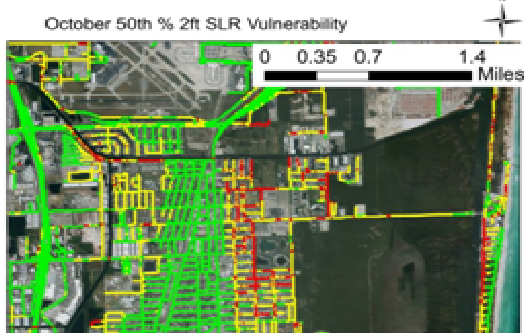 October 50th % 2ft SLR Vulnerability
0 0.35 0.7 1.4
Miles